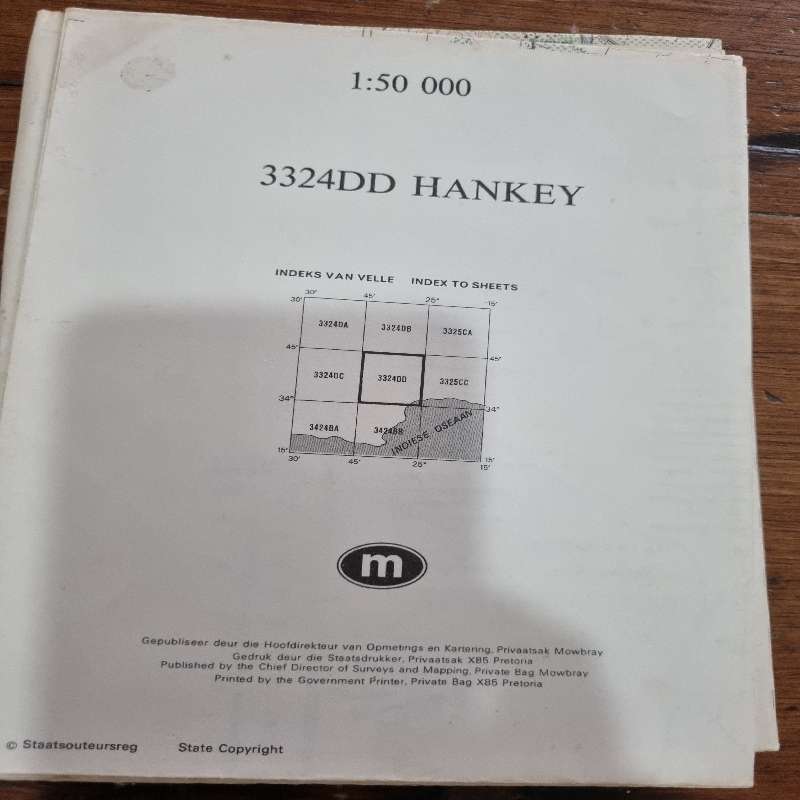 1:50 000
3324DD HANKEY
INDEKS VAN VELLE INDEX TO SHEETS
30' 45' 25° 15'
30'
3324DA 3324DB 3325CA
45' 45'
3324DC 3324DD 3325CC
34° 34°
3424BA 3424BB INDIESE OSEAAN
15' 15'
30' 45' 25° 15'
m
Gepubliseer deur die Hoofdirekteur van Opmetings en Kartering, Privaatsak Mowbray
Gedruk deur die Staatsdrukker, Privaatsak X85 Pretoria
Published by the Chief Director of Surveys and Mapping, Private Bag Mowbray
Printed by the Government Printer, Private Bag X85 Pretoria
© Staatsouteursreg State Copyright